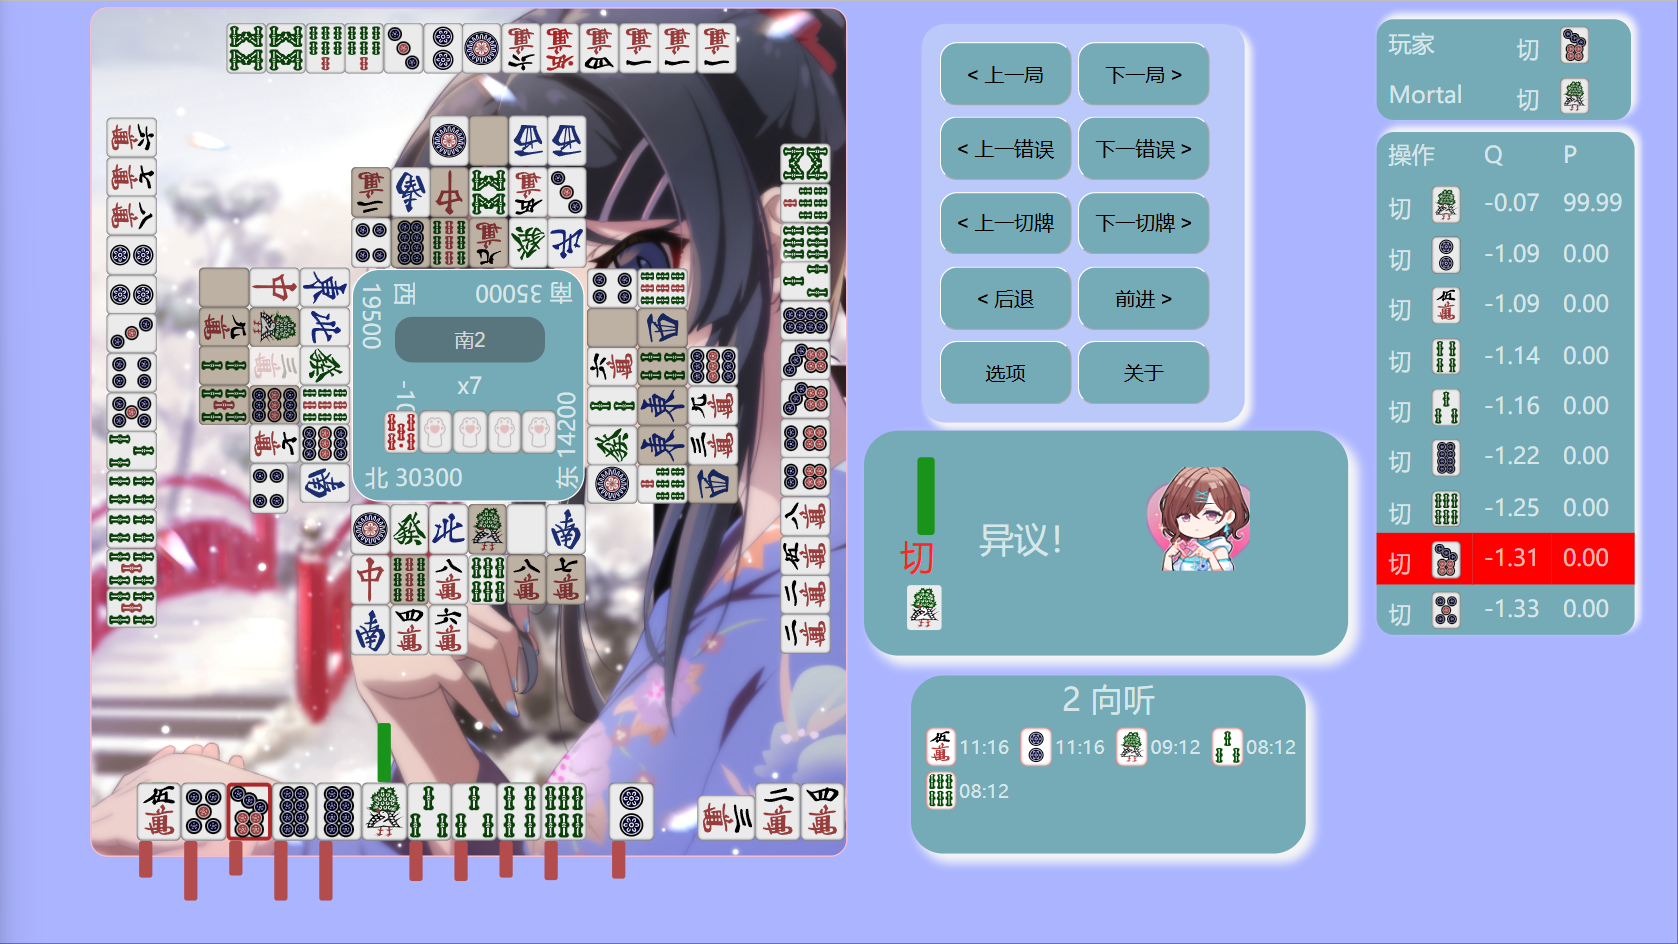 < 上一局
下一局 >
< 上一错误
下一错误 >
< 上一切牌
下一切牌 >
< 后退
前进 >
选项
关于
玩家 切
Mortal 切
操作 Q P
切 -0.07 99.99
切 -1.09 0.00
切 -1.09 0.00
切 -1.14 0.00
切 -1.16 0.00
切 -1.22 0.00
切 -1.25 0.00
切 -1.31 0.00
切 -1.33 0.00
南 35000
西 19500
南2
x7
东 14200
北 30300
切
异议!
2 向听
11:16 11:16 09:12 08:12
08:12